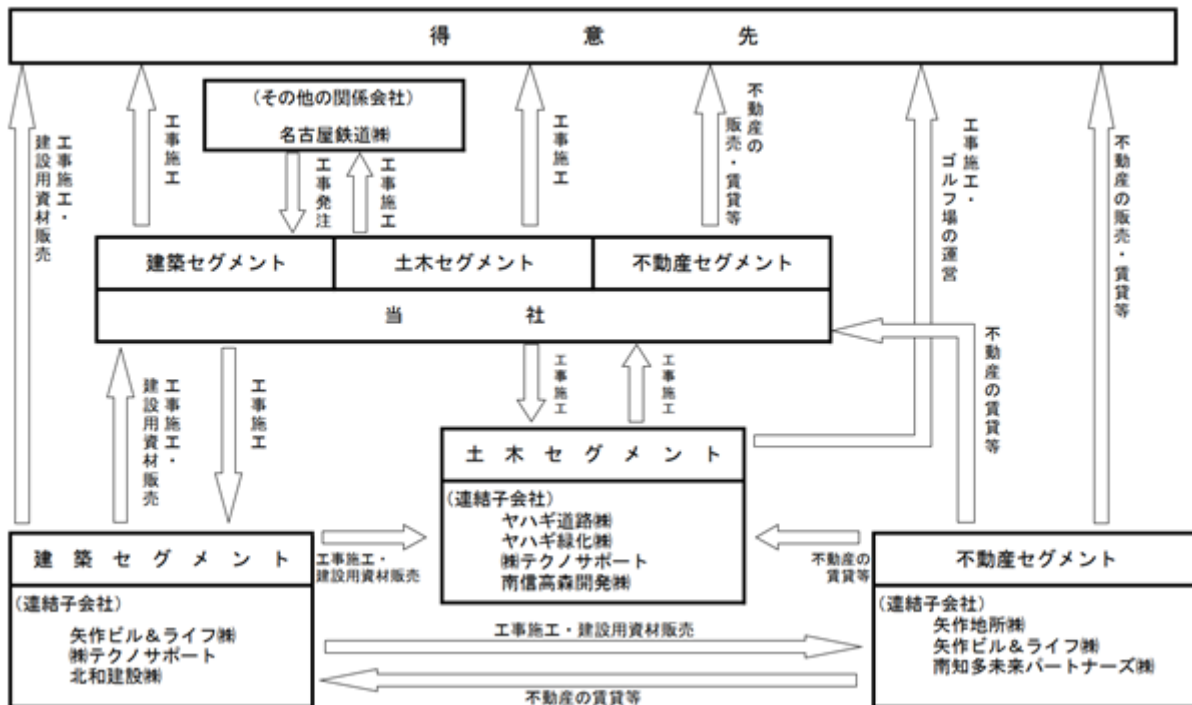 得意先
(その他の関係会社)
名古屋鉄道㈱
工事施工・
建設用資材販売
工事施工
工事発注
工事施工
工事施工
不動産の
販売・賃貸等
工事施工・
ゴルフ場の運営
不動産の販売・賃貸等
建築セグメント
土木セグメント
不動産セグメント
当社
工事施工・
建設用資材販売
工事施工
工事施工
工事施工
不動産の賃貸等
土木セグメント
(連結子会社)
ヤハギ道路㈱
ヤハギ緑化㈱
㈱テクノサポート
南信高森開発㈱
建築セグメント
(連結子会社)
矢作ビル&ライフ㈱
㈱テクノサポート
北和建設㈱
工事施工・
建設用資材販売
不動産の
賃貸等
不動産セグメント
(連結子会社)
矢作地所㈱
矢作ビル&ライフ㈱
南知多未来パートナーズ㈱
工事施工・建設用資材販売
不動産の賃貸等